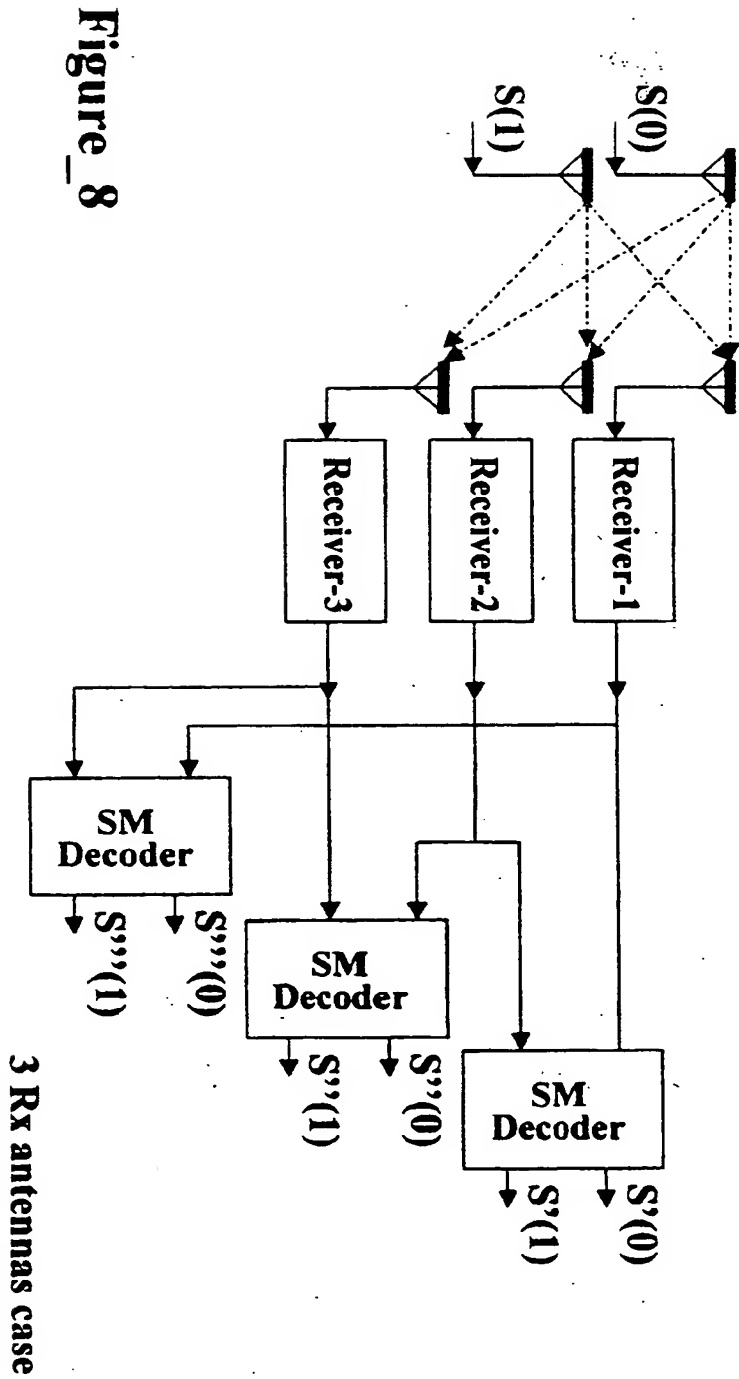 S(0)
S(1)
Receiver-1
Receiver-2
Receiver-3
SM
Decoder
S'(0)
S'(1)
SM
Decoder
S''(0)
S''(1)
SM
Decoder
S'''(0)
S'''(1)
3 Rx antennas case
Figure_8